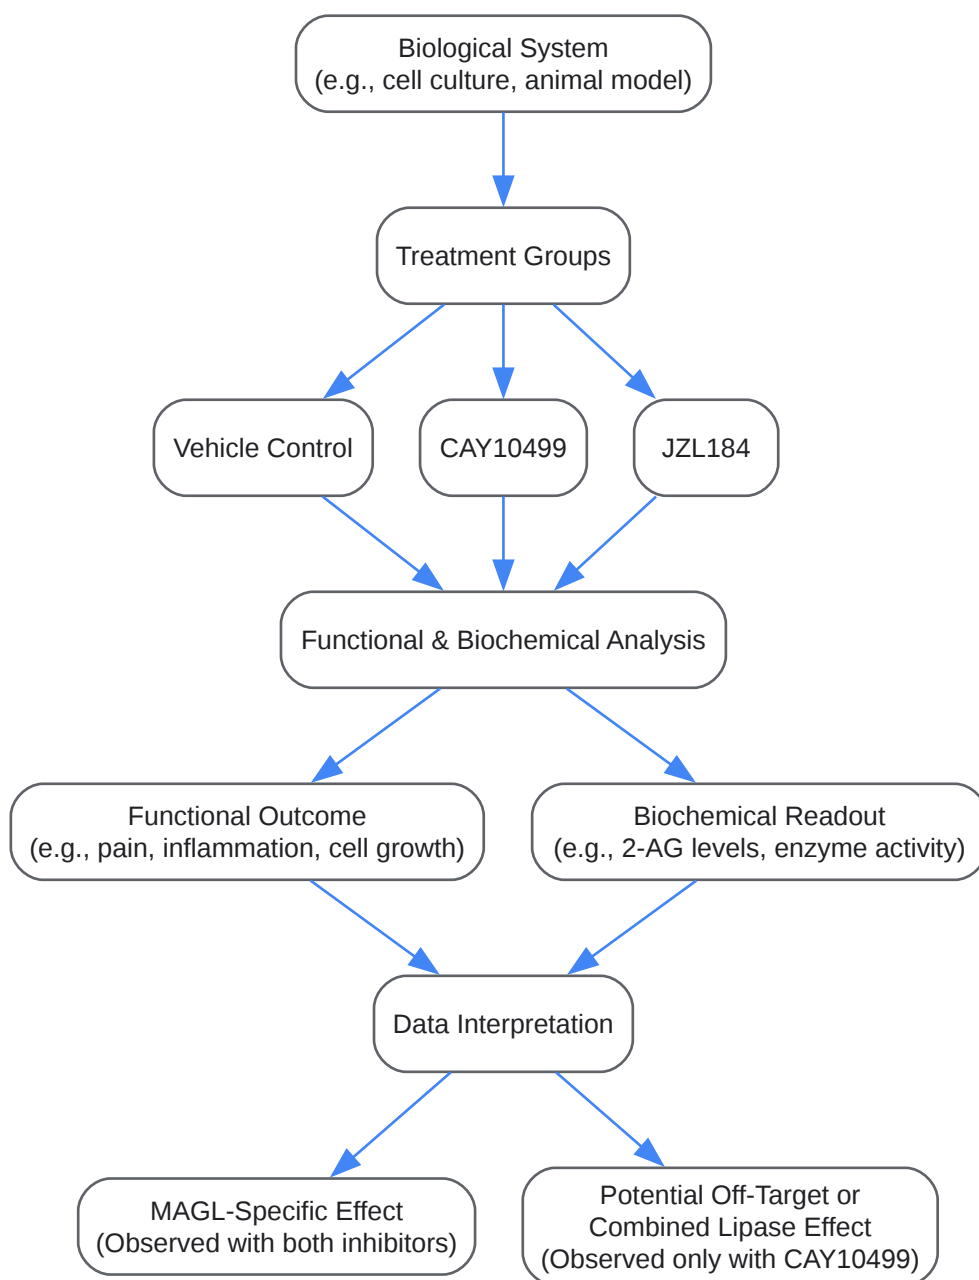 Biological System
(e.g., cell culture, animal model)
Treatment Groups
Vehicle Control
CAY10499
JZL184
Functional & Biochemical Analysis
Functional Outcome
(e.g., pain, inflammation, cell growth)
Biochemical Readout
(e.g., 2-AG levels, enzyme activity)
Data Interpretation
MAGL-Specific Effect
(Observed with both inhibitors)
Potential Off-Target or
Combined Lipase Effect
(Observed only with CAY10499)